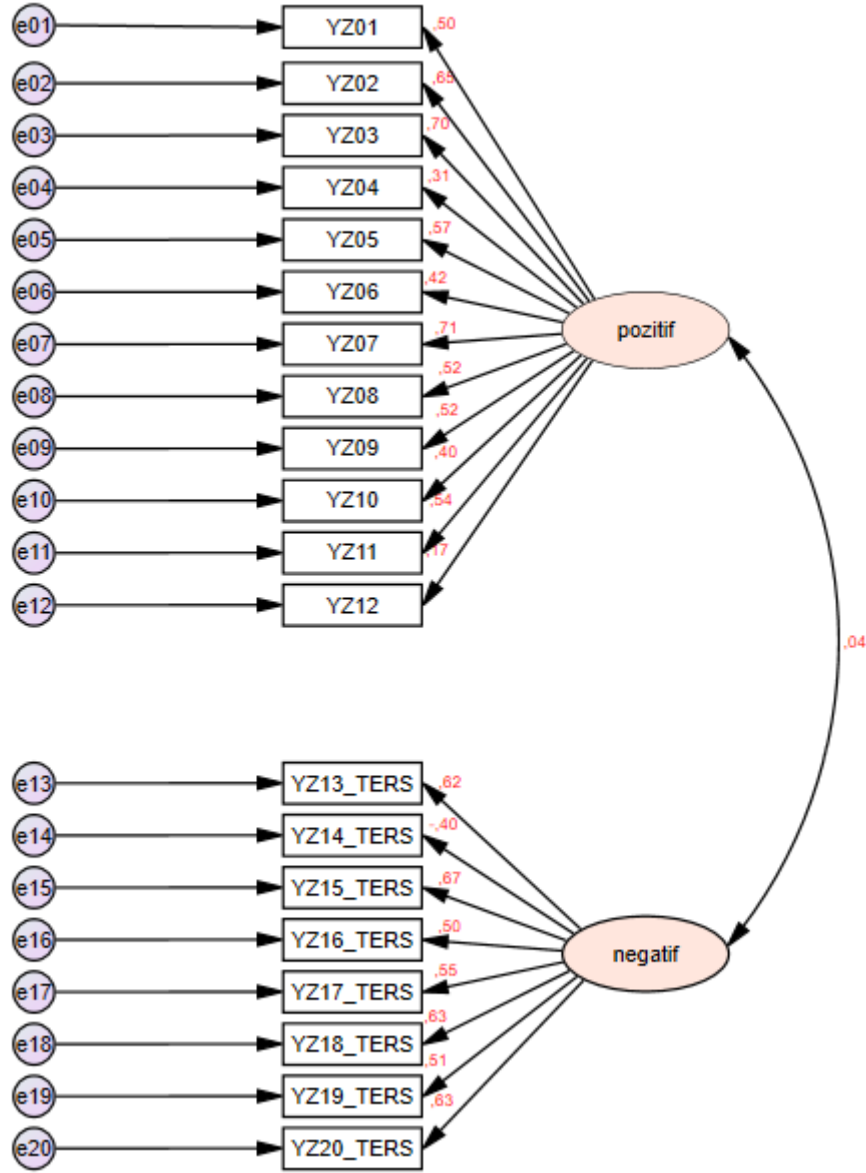 e01 YZ01 ,50
e02 YZ02 ,65
e03 YZ03 ,70
e04 YZ04 ,31
e05 YZ05 ,57
e06 YZ06 ,42
pozitif
e07 YZ07 ,71
e08 YZ08 ,52
e09 YZ09 ,52
e10 YZ10 ,40
e11 YZ11 ,54
e12 YZ12 ,17
,04
e13 YZ13_TERS ,62
e14 YZ14_TERS -,40
e15 YZ15_TERS ,67
e16 YZ16_TERS ,50
negatif
e17 YZ17_TERS ,55
e18 YZ18_TERS ,63
e19 YZ19_TERS ,51
e20 YZ20_TERS ,63